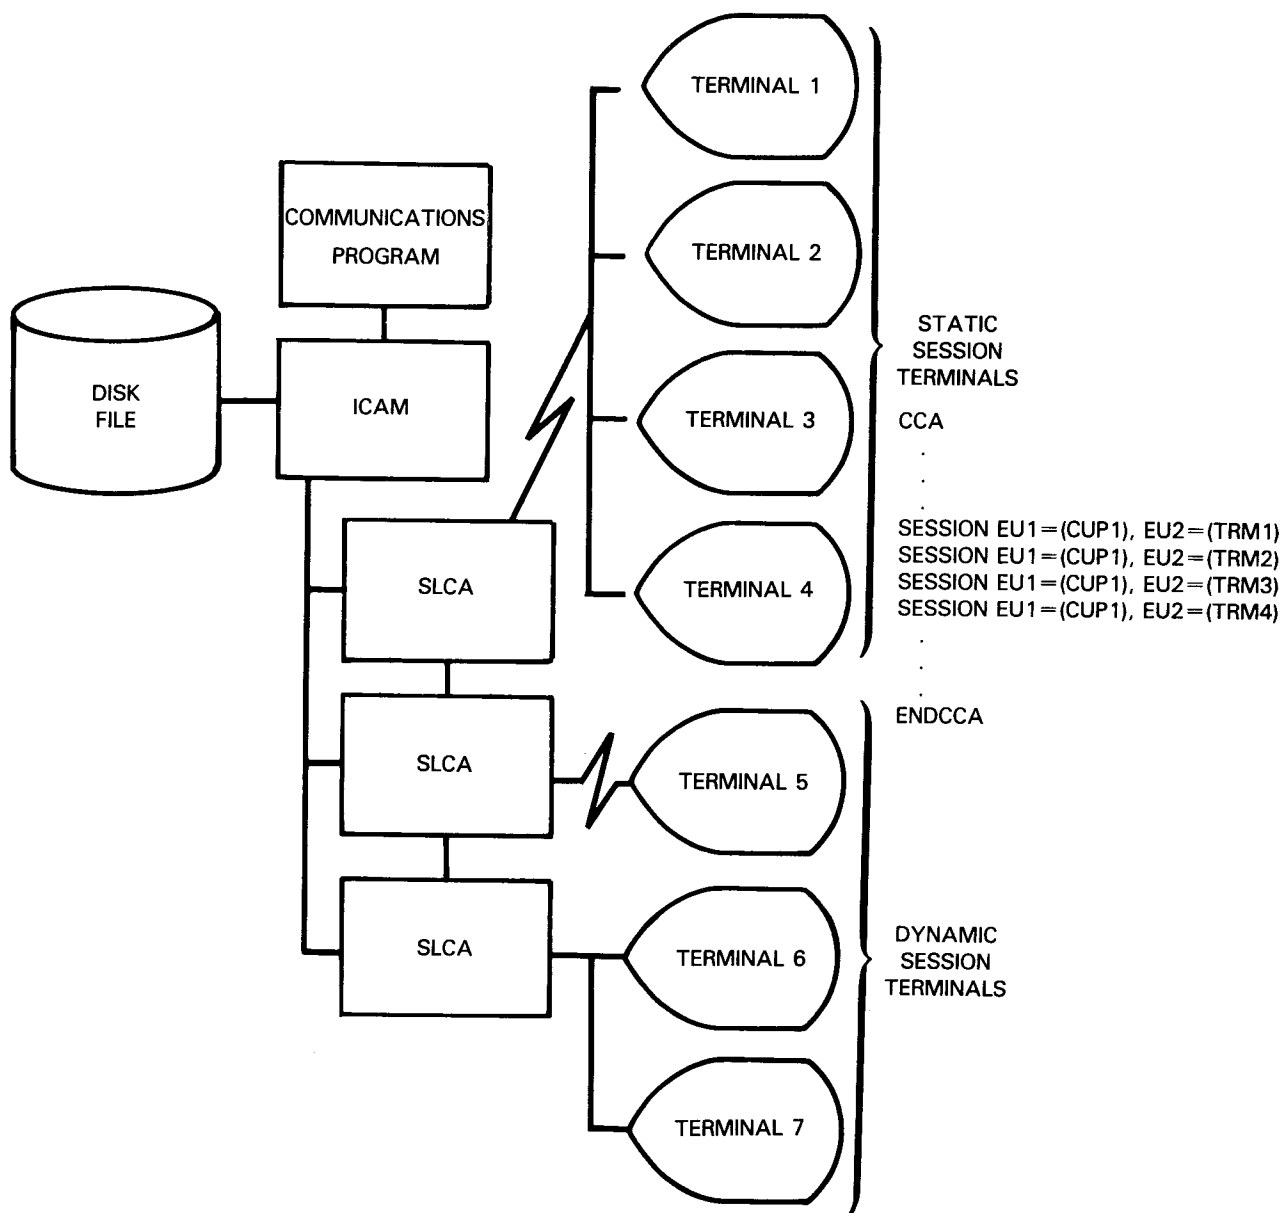 TERMINAL 1
COMMUNICATIONS
PROGRAM
TERMINAL 2
DISK
FILE
ICAM
STATIC
SESSION
TERMINALS
TERMINAL 3
CCA
.
.
.
SESSION EU1=(CUP1), EU2=(TRM1)
SESSION EU1=(CUP1), EU2=(TRM2)
SESSION EU1=(CUP1), EU2=(TRM3)
SESSION EU1=(CUP1), EU2=(TRM4)
.
.
.
ENDCCA
SLCA
TERMINAL 4
SLCA
TERMINAL 5
SLCA
TERMINAL 6
DYNAMIC
SESSION
TERMINALS
TERMINAL 7